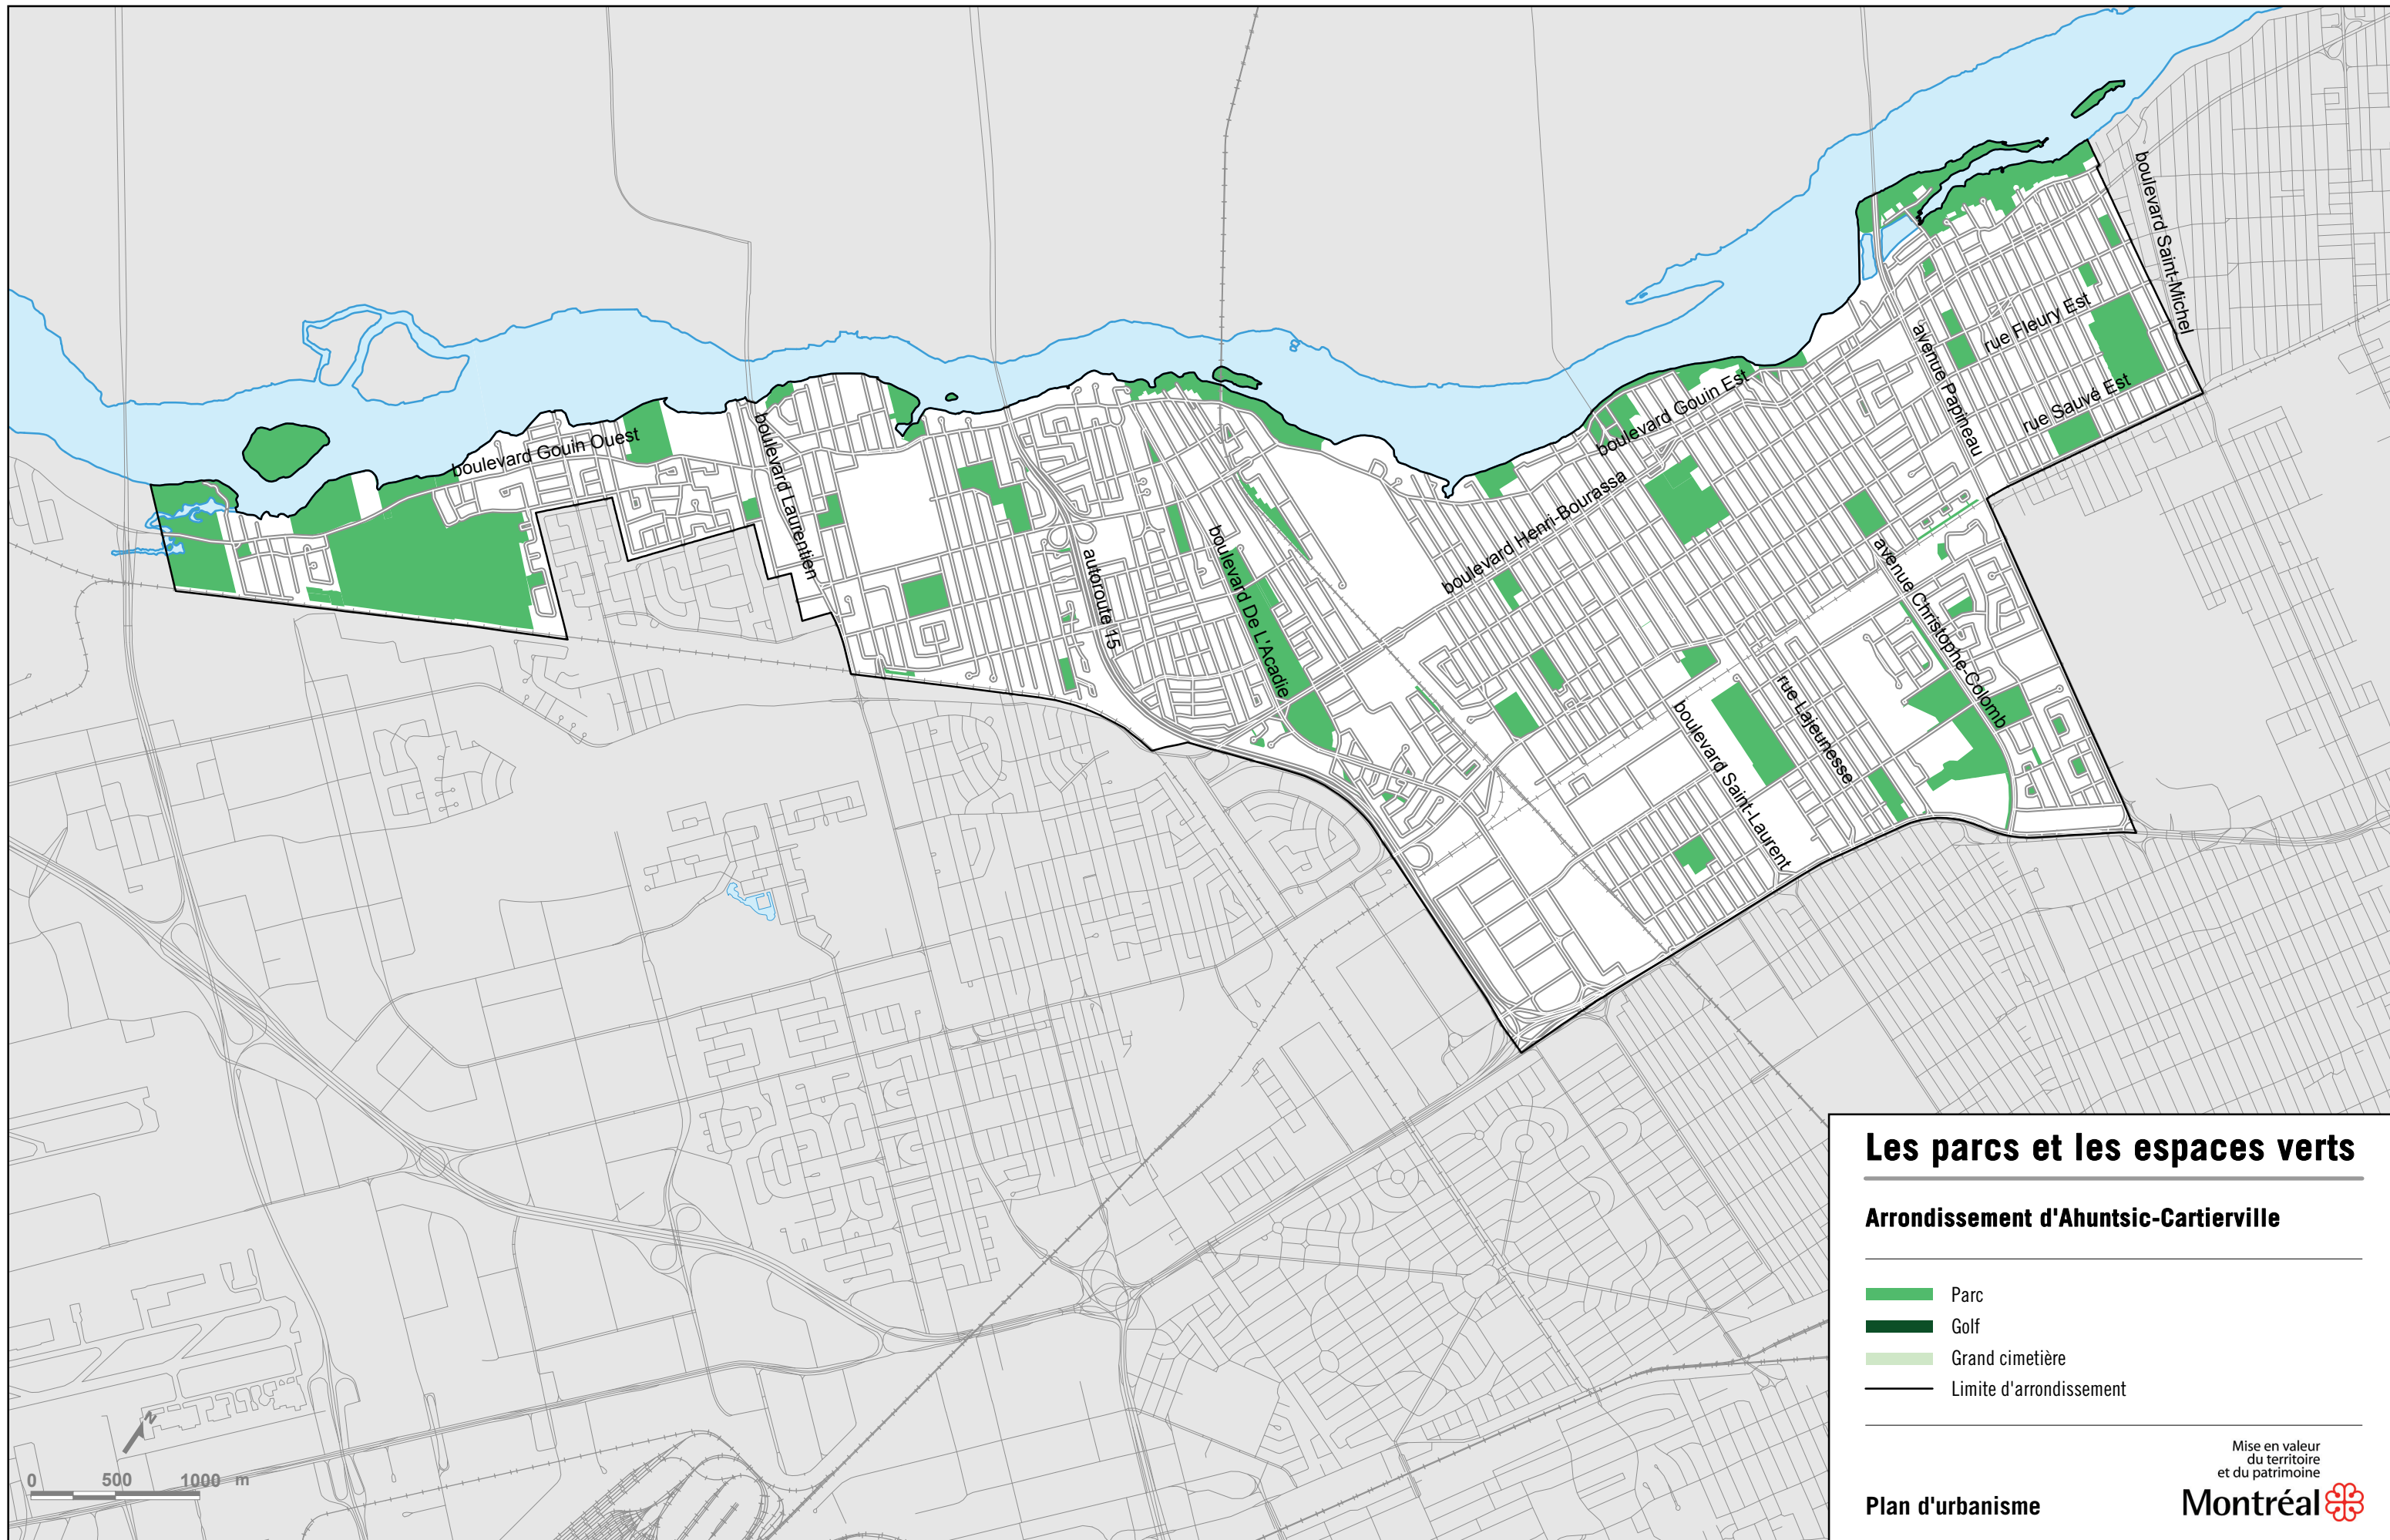 boulevard Saint-Michel
rue Fleury Est
avenue Papineau
rue Sauvé Est
boulevard Gouin Est
boulevard Gouin Ouest
boulevard Laurentien
boulevard Henri-Bourassa
autoroute 15
boulevard De L'Acadie
avenue Christophe-Colomb
rue Lajeunesse
boulevard Saint-Laurent
Les parcs et les espaces verts
Arrondissement d'Ahuntsic-Cartierville
Parc
Golf
Grand cimetière
Limite d'arrondissement
N
0 500 1000 m
Mise en valeur
du territoire
et du patrimoine
Plan d'urbanisme
Montréal